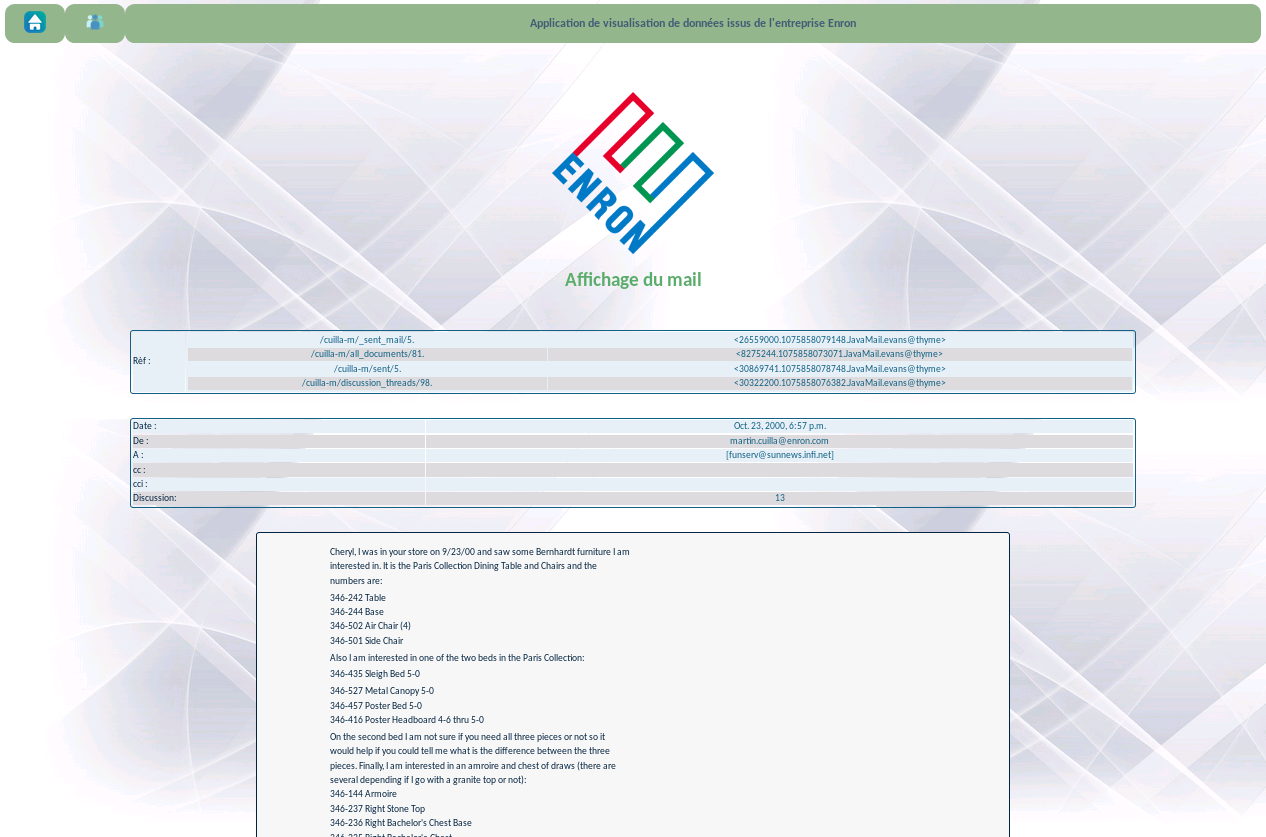 Application de visualisation de données issus de l'entreprise Enron
ENRON
Affichage du mail
Réf :
/cuilla-m/_sent_mail/5. <26559000.1075858079148.JavaMail.evans@thyme>
/cuilla-m/all_documents/81. <8275244.1075858073071.JavaMail.evans@thyme>
/cuilla-m/sent/5. <30869741.1075858078748.JavaMail.evans@thyme>
/cuilla-m/discussion_threads/98. <30322200.1075858076382.JavaMail.evans@thyme>
Date : Oct. 23, 2000, 6:57 p.m.
De : martin.cuilla@enron.com
A : [funserv@sunnews.infi.net]
cc :
cci :
Discussion: 13
Cheryl, I was in your store on 9/23/00 and saw some Bernhardt furniture I am
interested in. It is the Paris Collection Dining Table and Chairs and the
numbers are:
346-242 Table
346-244 Base
346-502 Air Chair (4)
346-501 Side Chair
Also I am interested in one of the two beds in the Paris Collection:
346-435 Sleigh Bed 5-0
346-527 Metal Canopy 5-0
346-457 Poster Bed 5-0
346-416 Poster Headboard 4-6 thru 5-0
On the second bed I am not sure if you need all three pieces or not so it
would help if you could tell me what is the difference between the three
pieces. Finally, I am interested in an amroire and chest of draws (there are
several depending if I go with a granite top or not):
346-144 Armoire
346-237 Right Stone Top
346-236 Right Bachelor's Chest Base
346-235 Right Bachelor's Chest